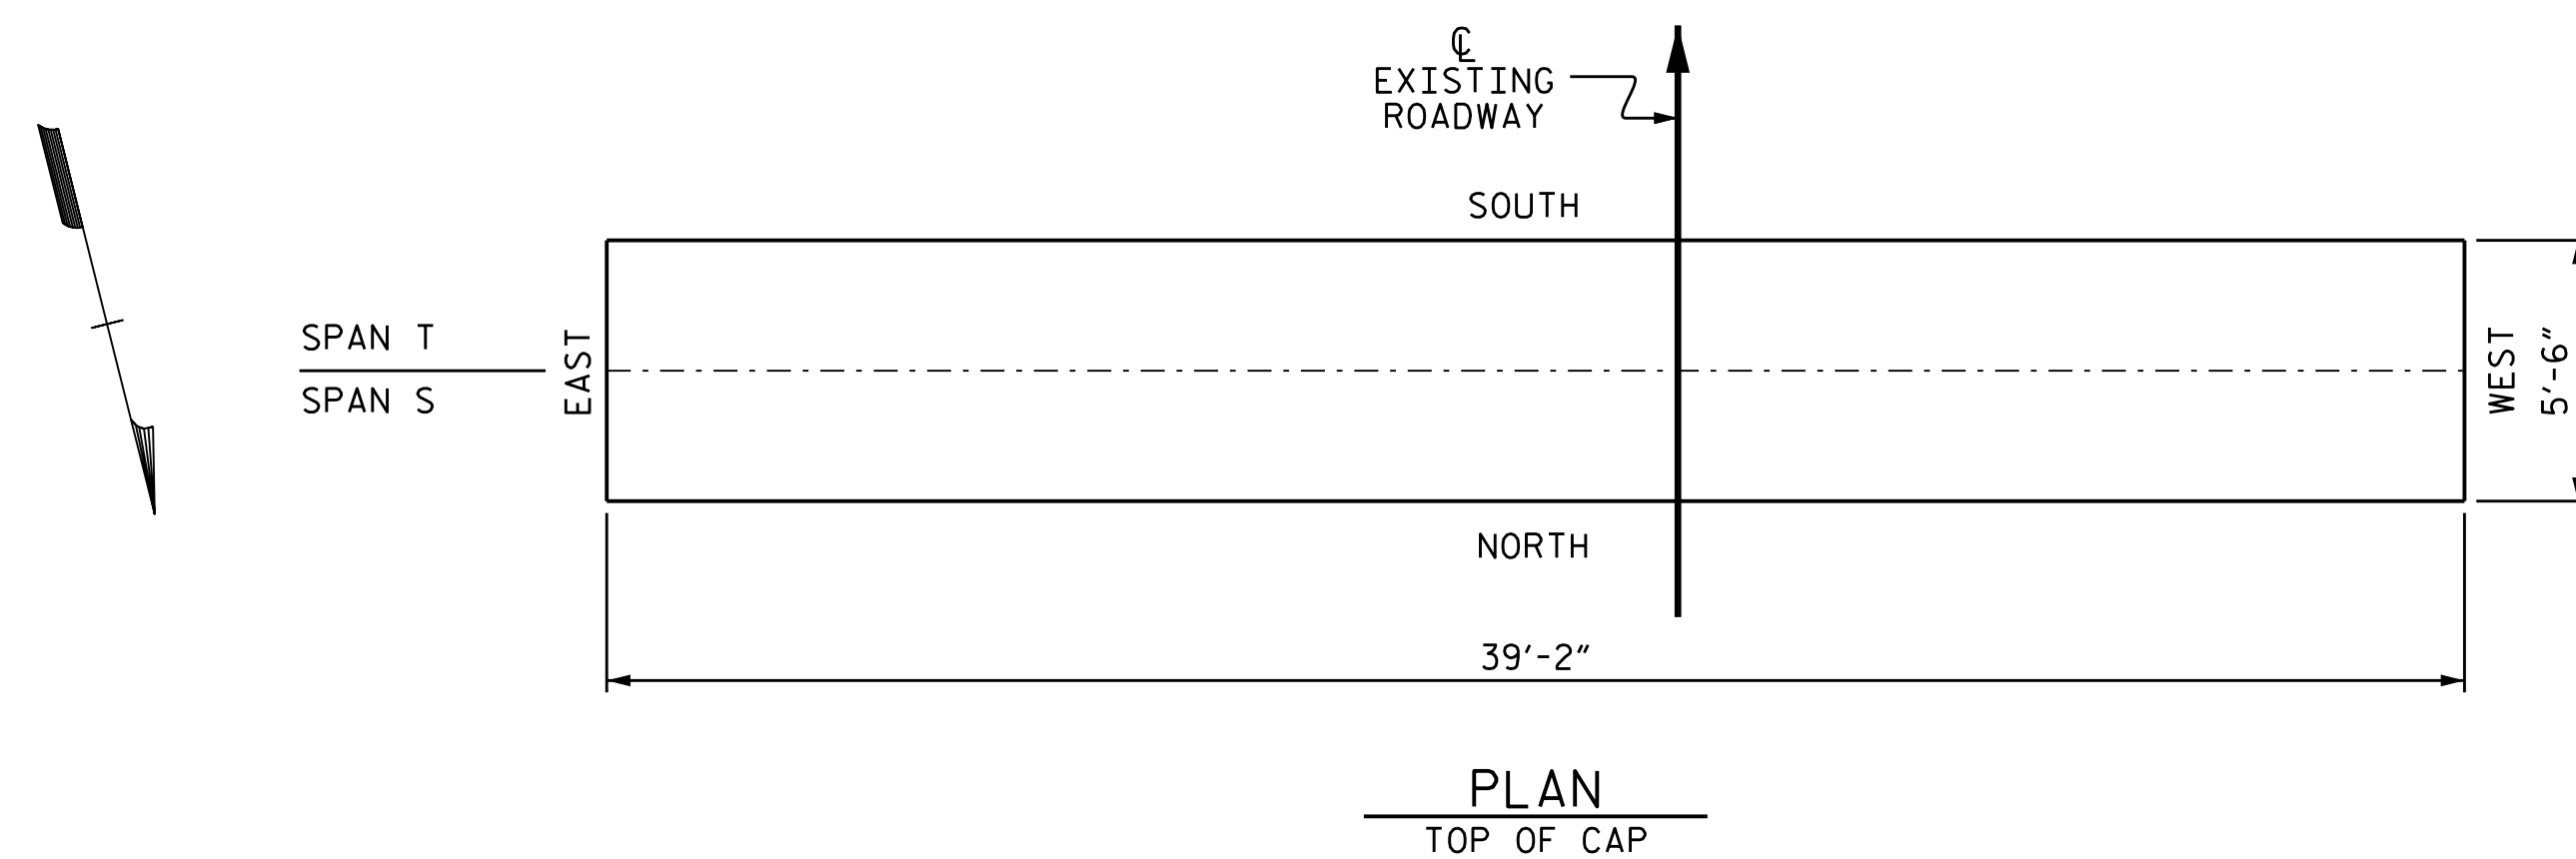 ℄
EXISTING
ROADWAY
SOUTH
SPAN T
SPAN S
EAST
WEST
5'-6"
NORTH
39'-2"
PLAN
TOP OF CAP